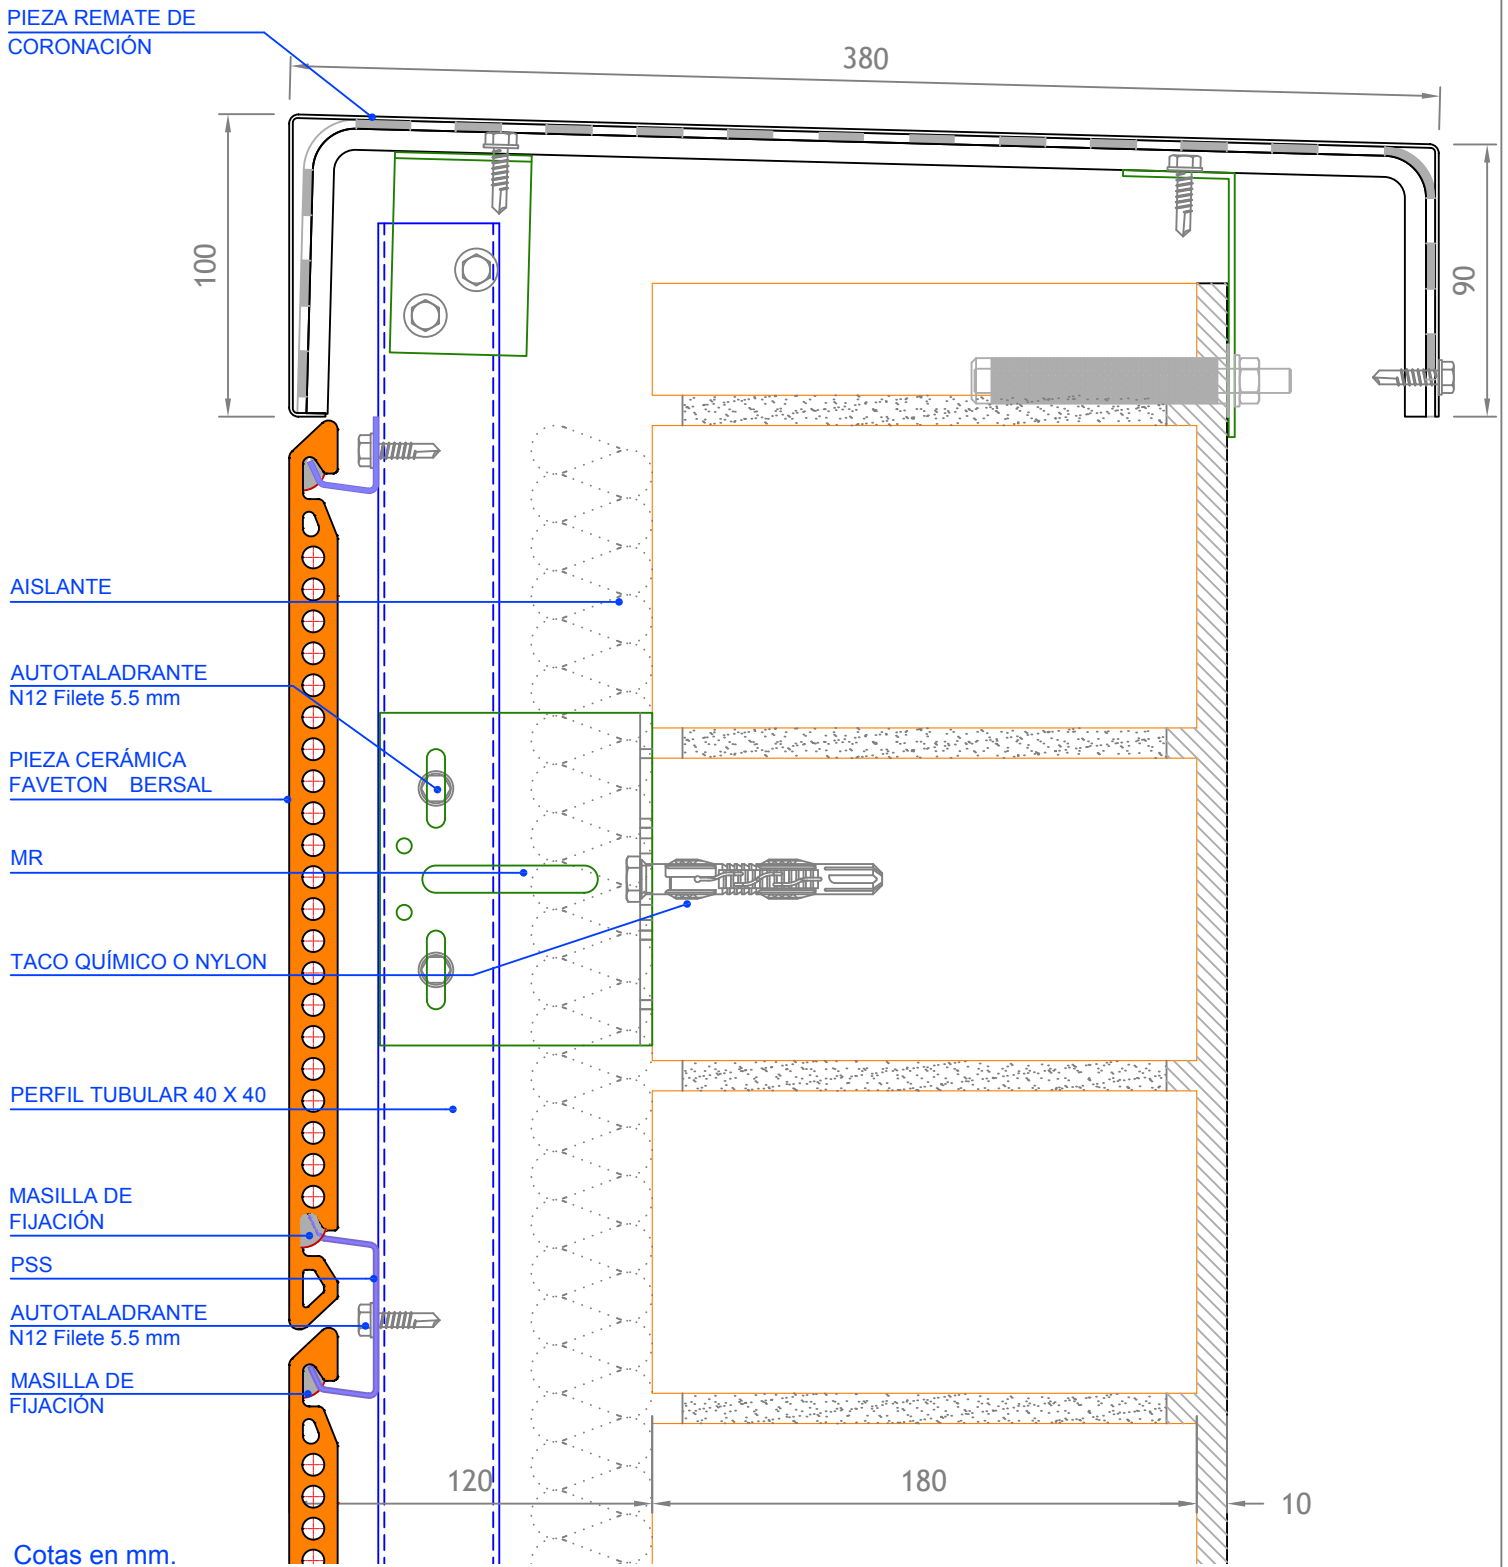 PIEZA REMATE DE
CORONACIÓN
380
100
90
AISLANTE
AUTOTALADRANTE
N12 Filete 5.5 mm
PIEZA CERÁMICA
FAVETON BERSAL
MR
TACO QUÍMICO O NYLON
PERFIL TUBULAR 40 X 40
MASILLA DE
FIJACIÓN
PSS
AUTOTALADRANTE
N12 Filete 5.5 mm
MASILLA DE
FIJACIÓN
120
180
10
Cotas en mm.